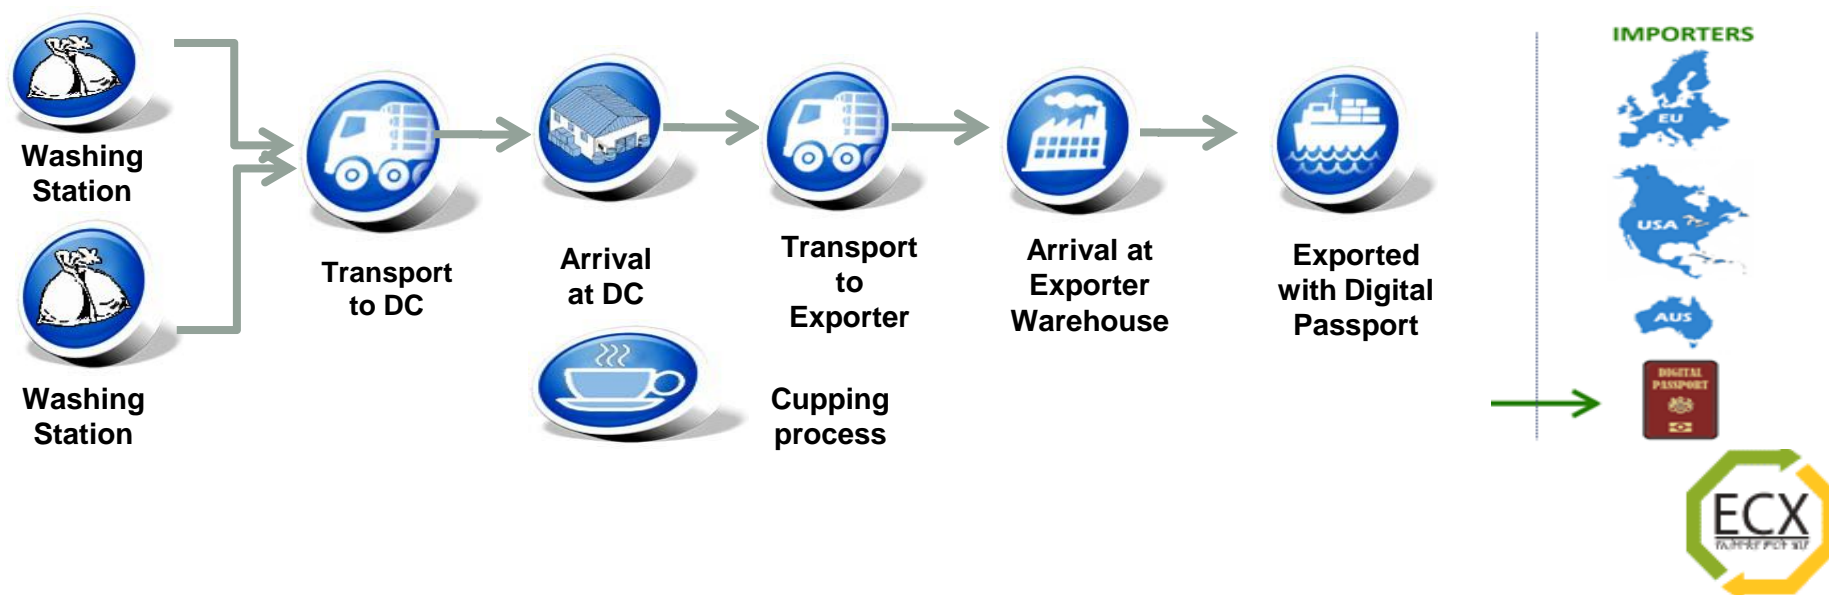 Washing
Station
Washing
Station
Transport
to DC
Arrival
at DC
Cupping
process
Transport
to
Exporter
Arrival at
Exporter
Warehouse
Exported
with Digital
Passport
IMPORTERS
EU
USA
AUS
DIGITAL
PASSPORT
ECX